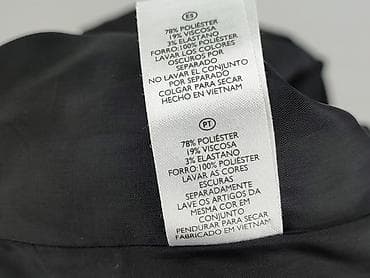 ES
78% POLIÉSTER
19% VISCOSA
3% ELASTANO
FORRO:100% POLIÉSTER
LAVAR LOS COLORES
OSCUROS POR
SEPARADO
NO LAVAR EL CONJUNTO
POR SEPARADO
COLGAR PARA SECAR
HECHO EN VIETNAM
PT
78% POLIÉSTER
19% VISCOSA
3% ELASTANO
FORRO:100% POLIÉSTER
LAVAR AS CORES
ESCURAS
SEPARADAMENTE
LAVE OS ARTIGOS DA
MESMA COR EM
CONJUNTO
PENDURAR PARA SECAR
FABRICADO EM VIETNAM